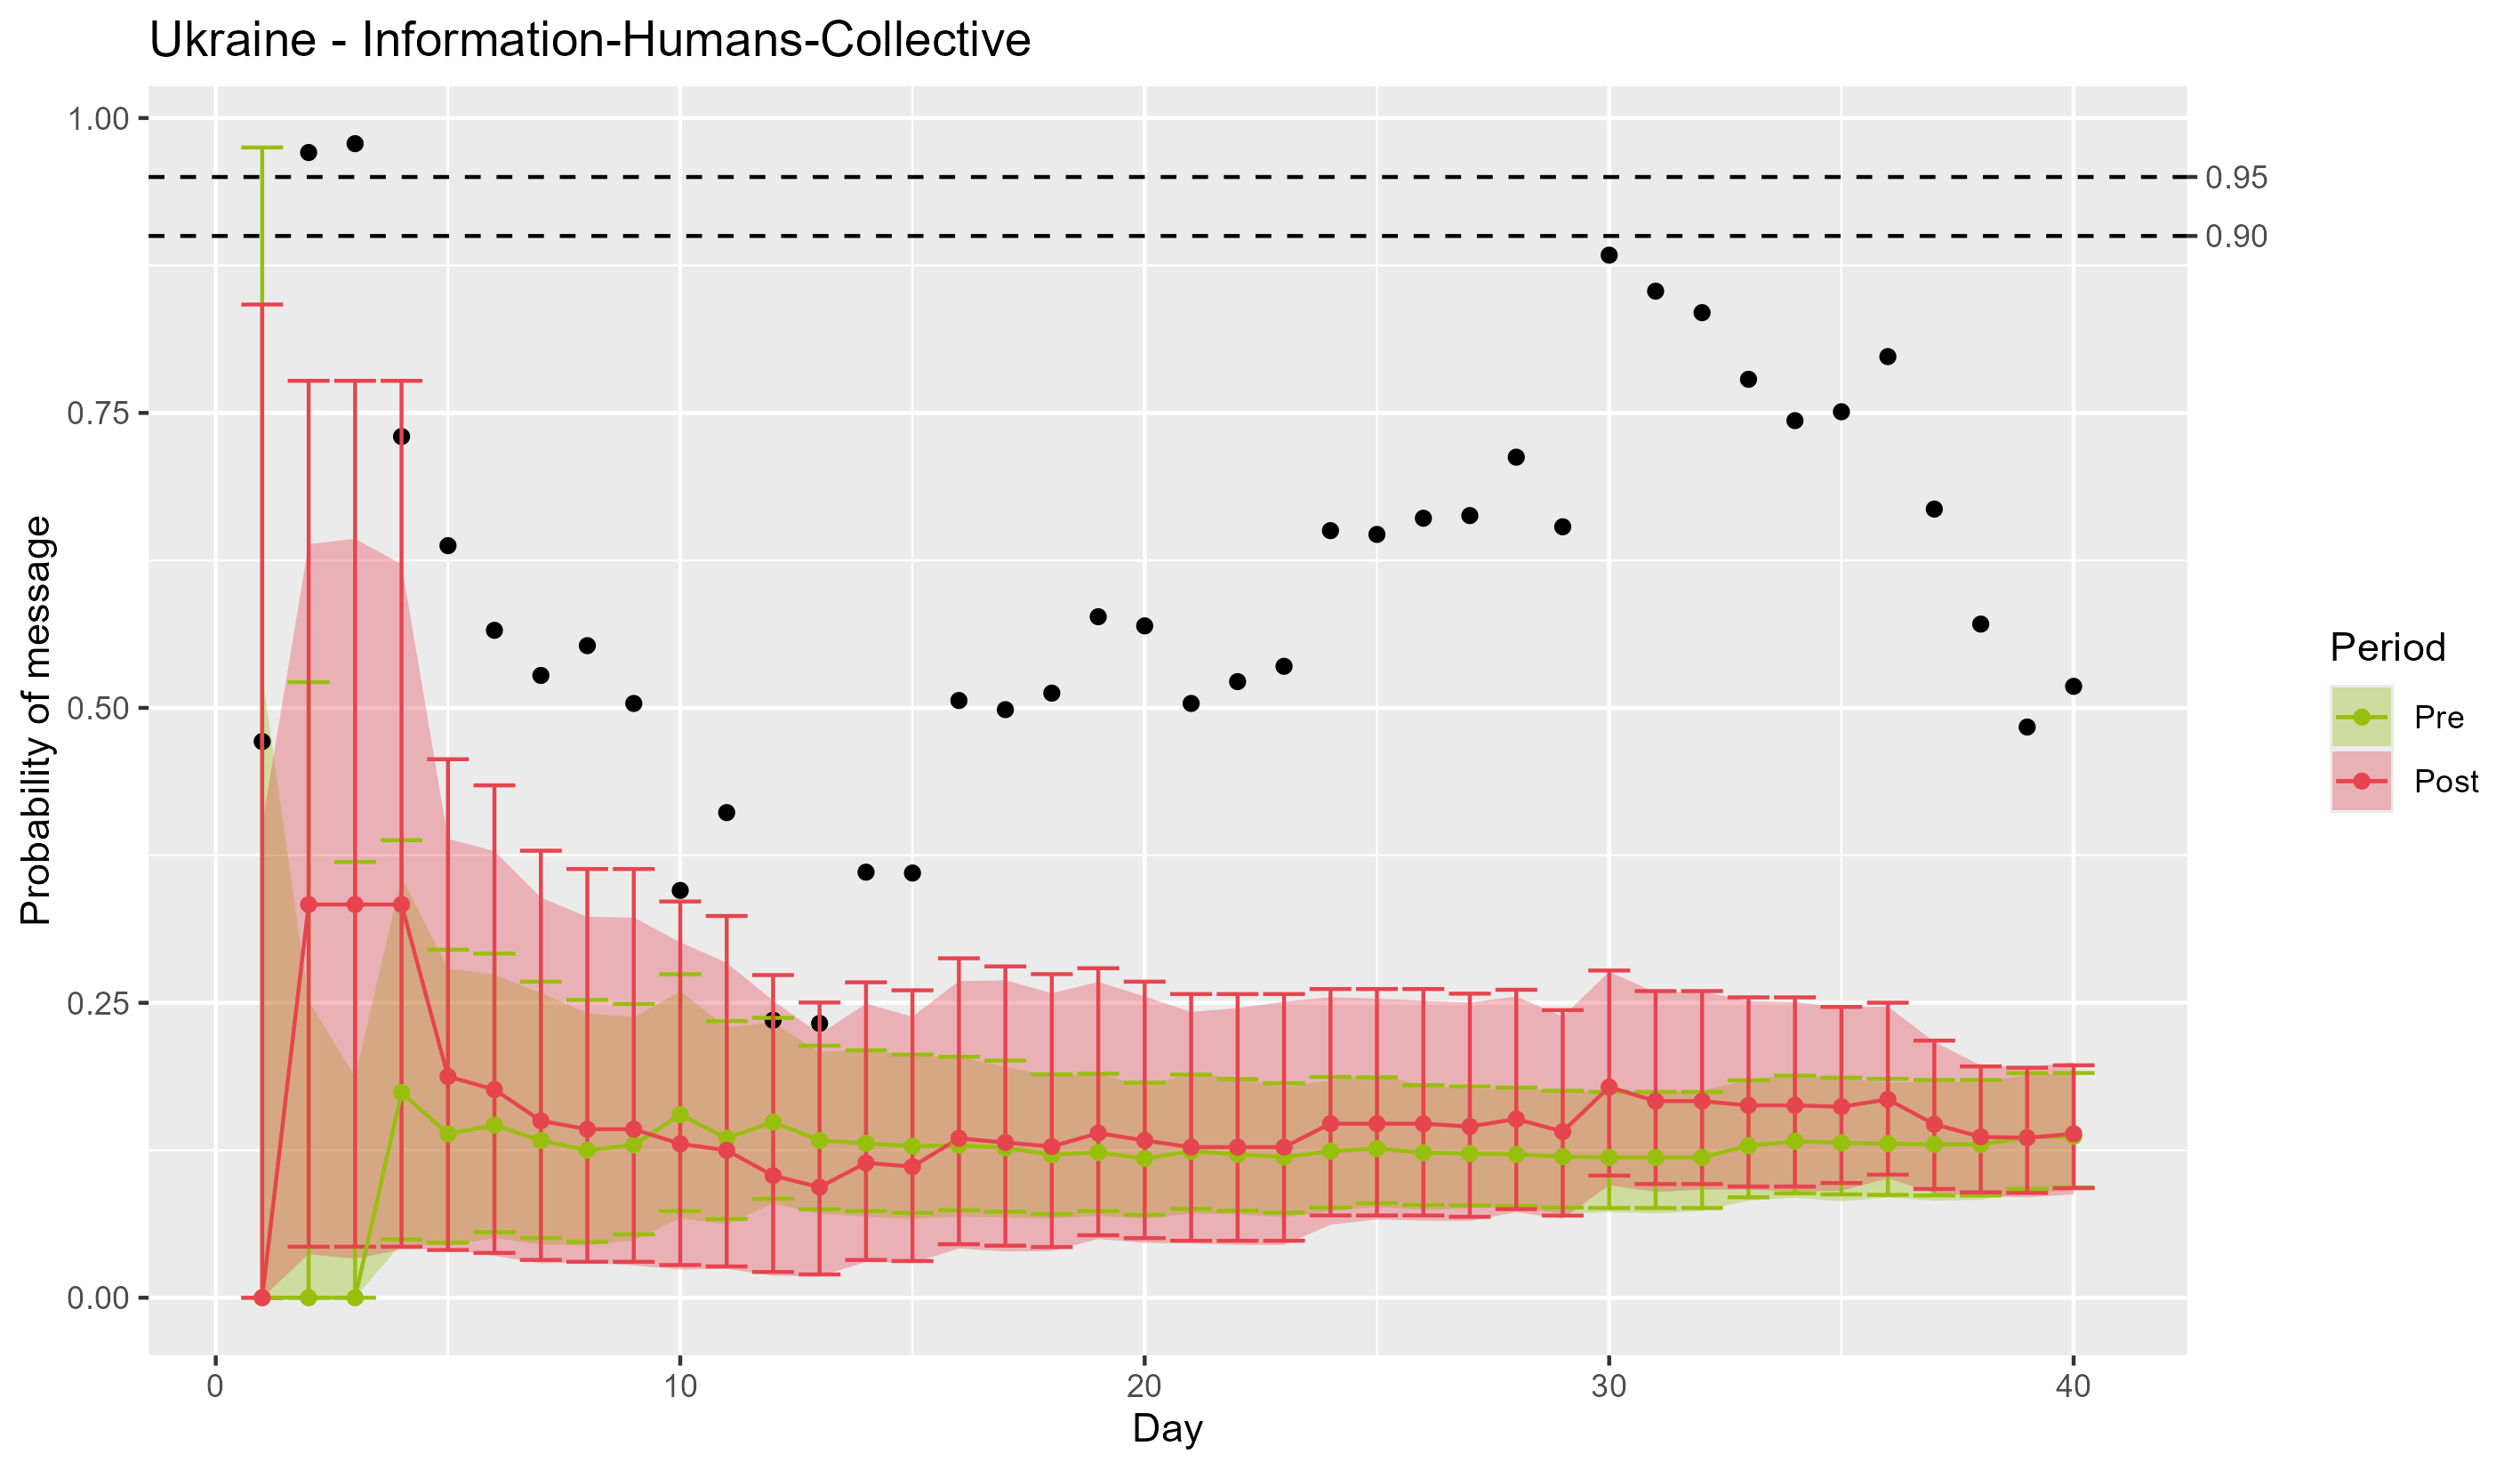 Ukraine - Information-Humans-Collective
Probability of message
1.00
0.75
0.50
0.25
0.00
0.95
0.90
0
10
20
30
40
Day
Period
Pre
Post